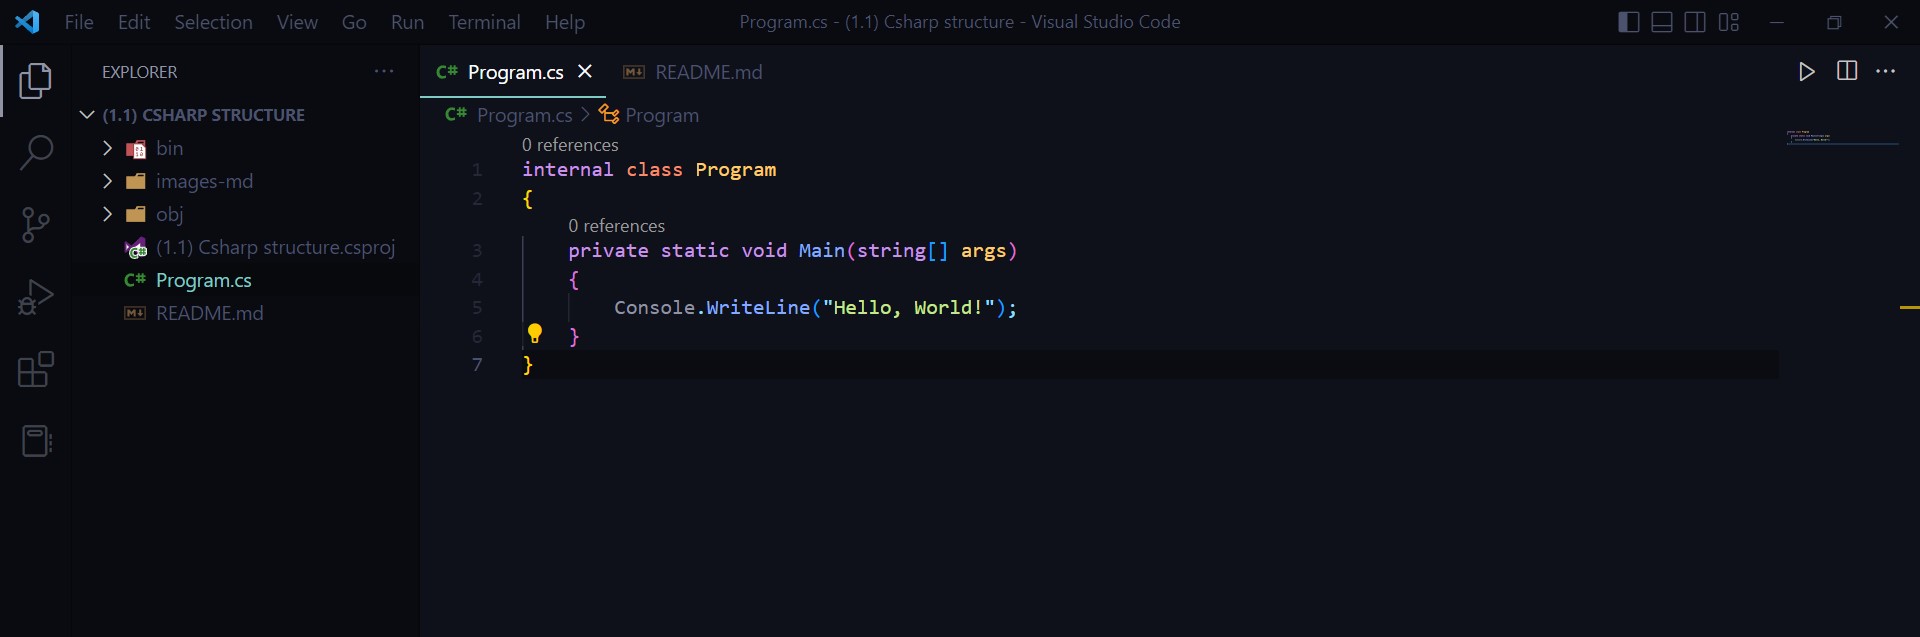 File Edit Selection View Go Run Terminal Help
Program.cs - (1.1) Csharp structure - Visual Studio Code
EXPLORER
(1.1) CSHARP STRUCTURE
bin
images-md
obj
(1.1) Csharp structure.csproj
C# Program.cs
README.md
C# Program.cs
README.md
C# Program.cs > Program
0 references
1 internal class Program
2 {
0 references
3 private static void Main(string[] args)
4 {
5 Console.WriteLine("Hello, World!");
6 }
7 }